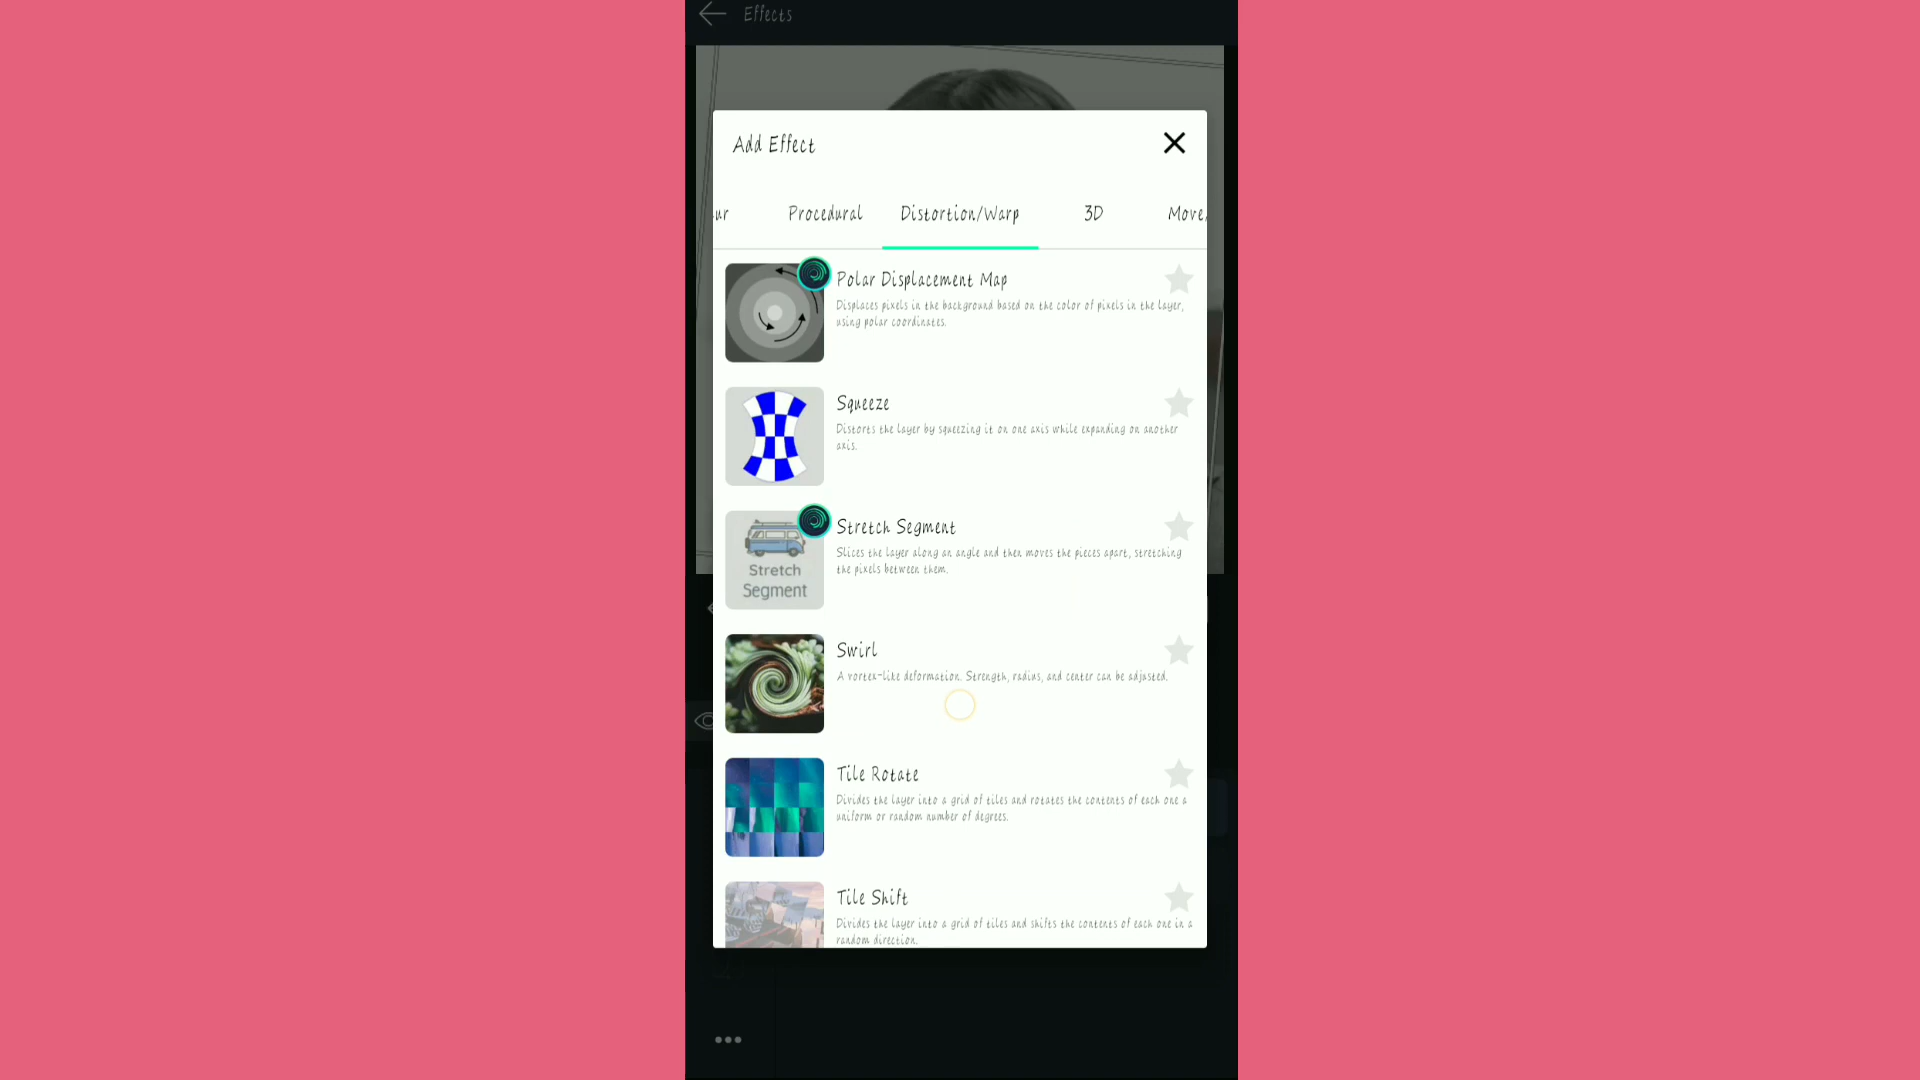 Effects
Add Effect
ur
Procedural
Distortion/Warp
3D
Move/
Polar Displacement Map
Displaces pixels in the background based on the color of pixels in the layer,
using polar coordinates.
Squeeze
Distorts the layer by squeezing it on one axis while expanding on another
axis.
Stretch
Segment
Stretch Segment
Slices the layer along an angle and then moves the pieces apart, stretching
the pixels between them.
Swirl
A vortex-like deformation. Strength, radius, and center can be adjusted.
Tile Rotate
Divides the layer into a grid of tiles and rotates the contents of each one a
uniform or random number of degrees.
Tile Shift
Divides the layer into a grid of tiles and shifts the contents of each one in a
random direction.